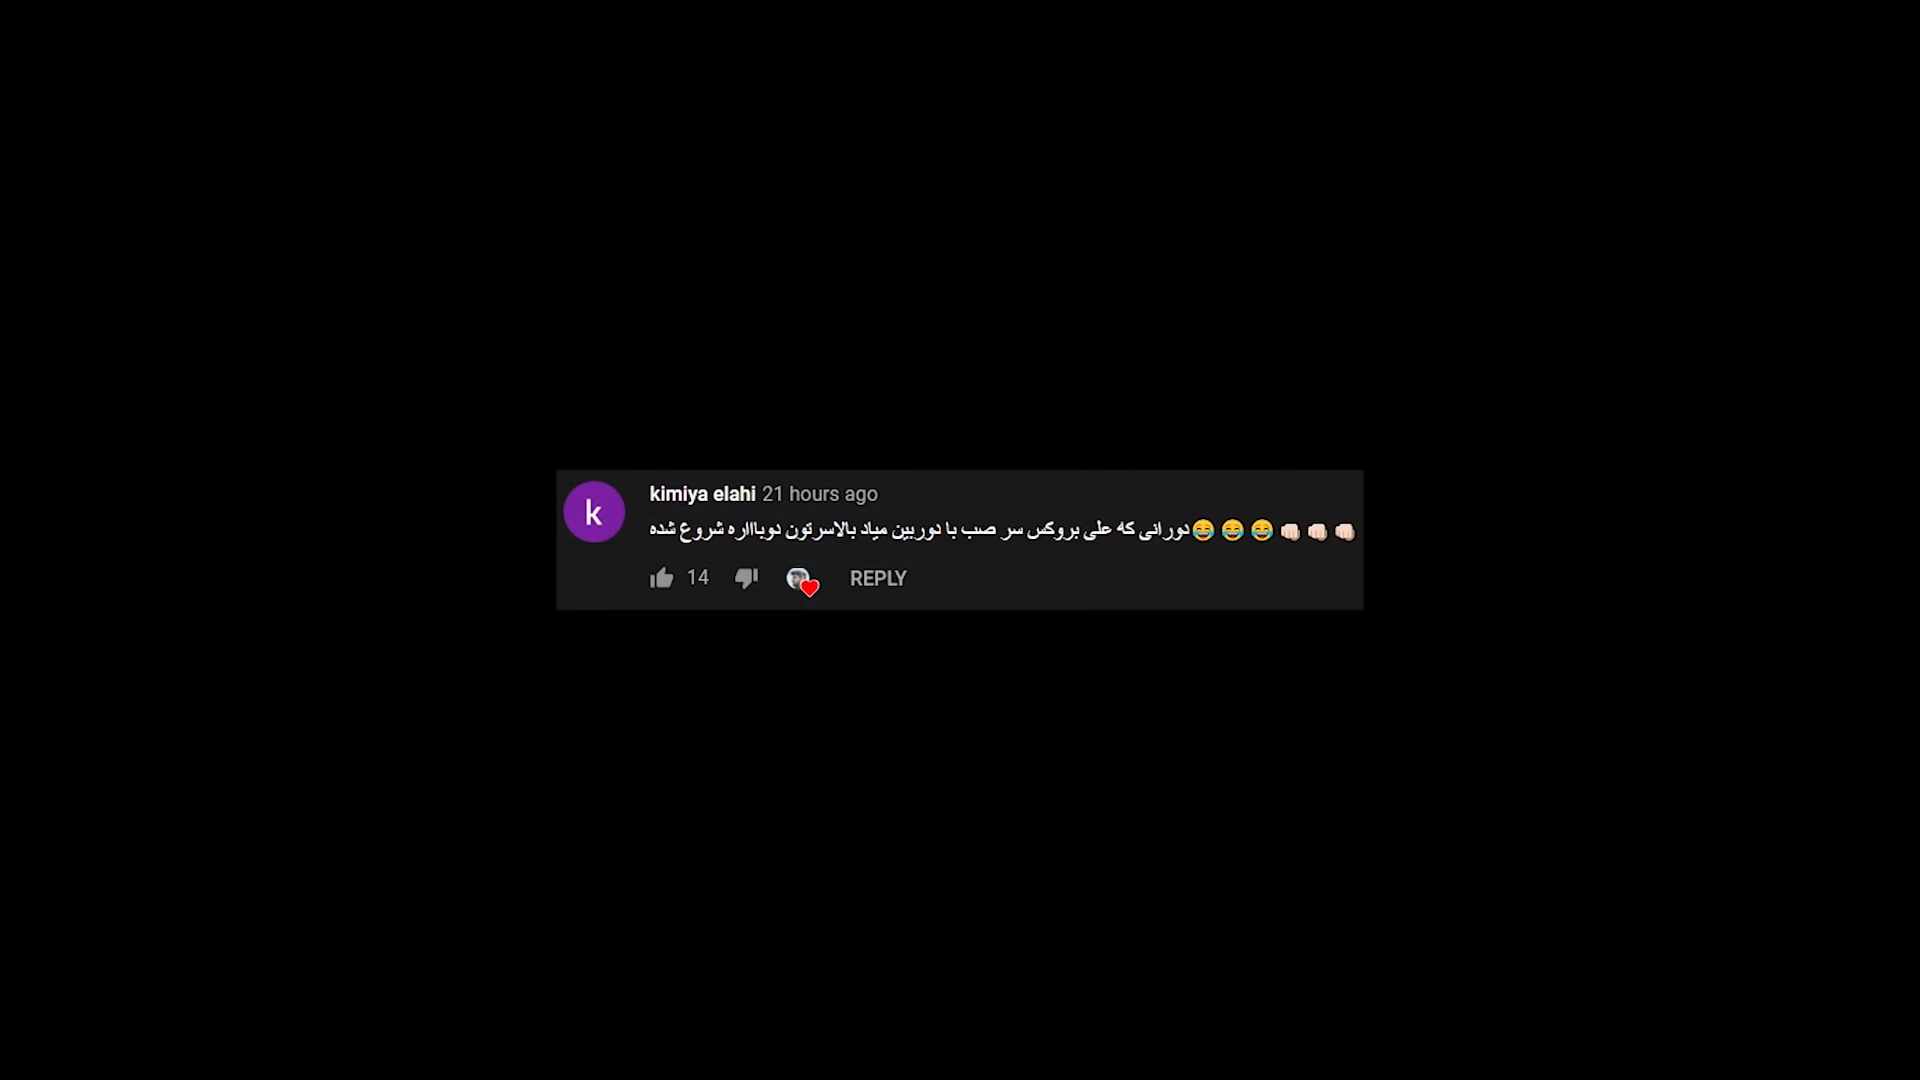 k
kimiya elahi 21 hours ago
دورانی که علی بروکس سر صب با دوربین میاد بالاسرتون دوباااره شروع شده😂😂😂👊🏻👊🏻👊🏻
14 REPLY